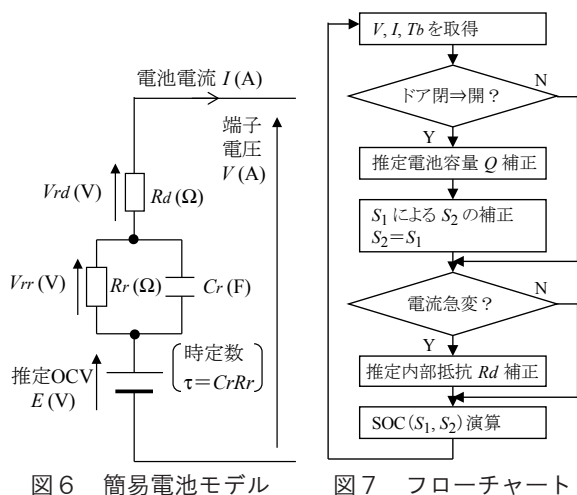 電池電流 I (A)
端子
電圧
V (A)
Vrd (V)
Rd (Ω)
Vrr (V)
Rr (Ω)
Cr (F)
推定OCV
E (V)
時定数
τ=CrRr
図6 簡易電池モデル
V, I, Tb を取得
ドア閉⇒開？
N
Y
推定電池容量 Q 補正
S1 による S2 の補正
S2=S1
電流急変？
N
Y
推定内部抵抗 Rd 補正
SOC (S1, S2) 演算
図7 フローチャート